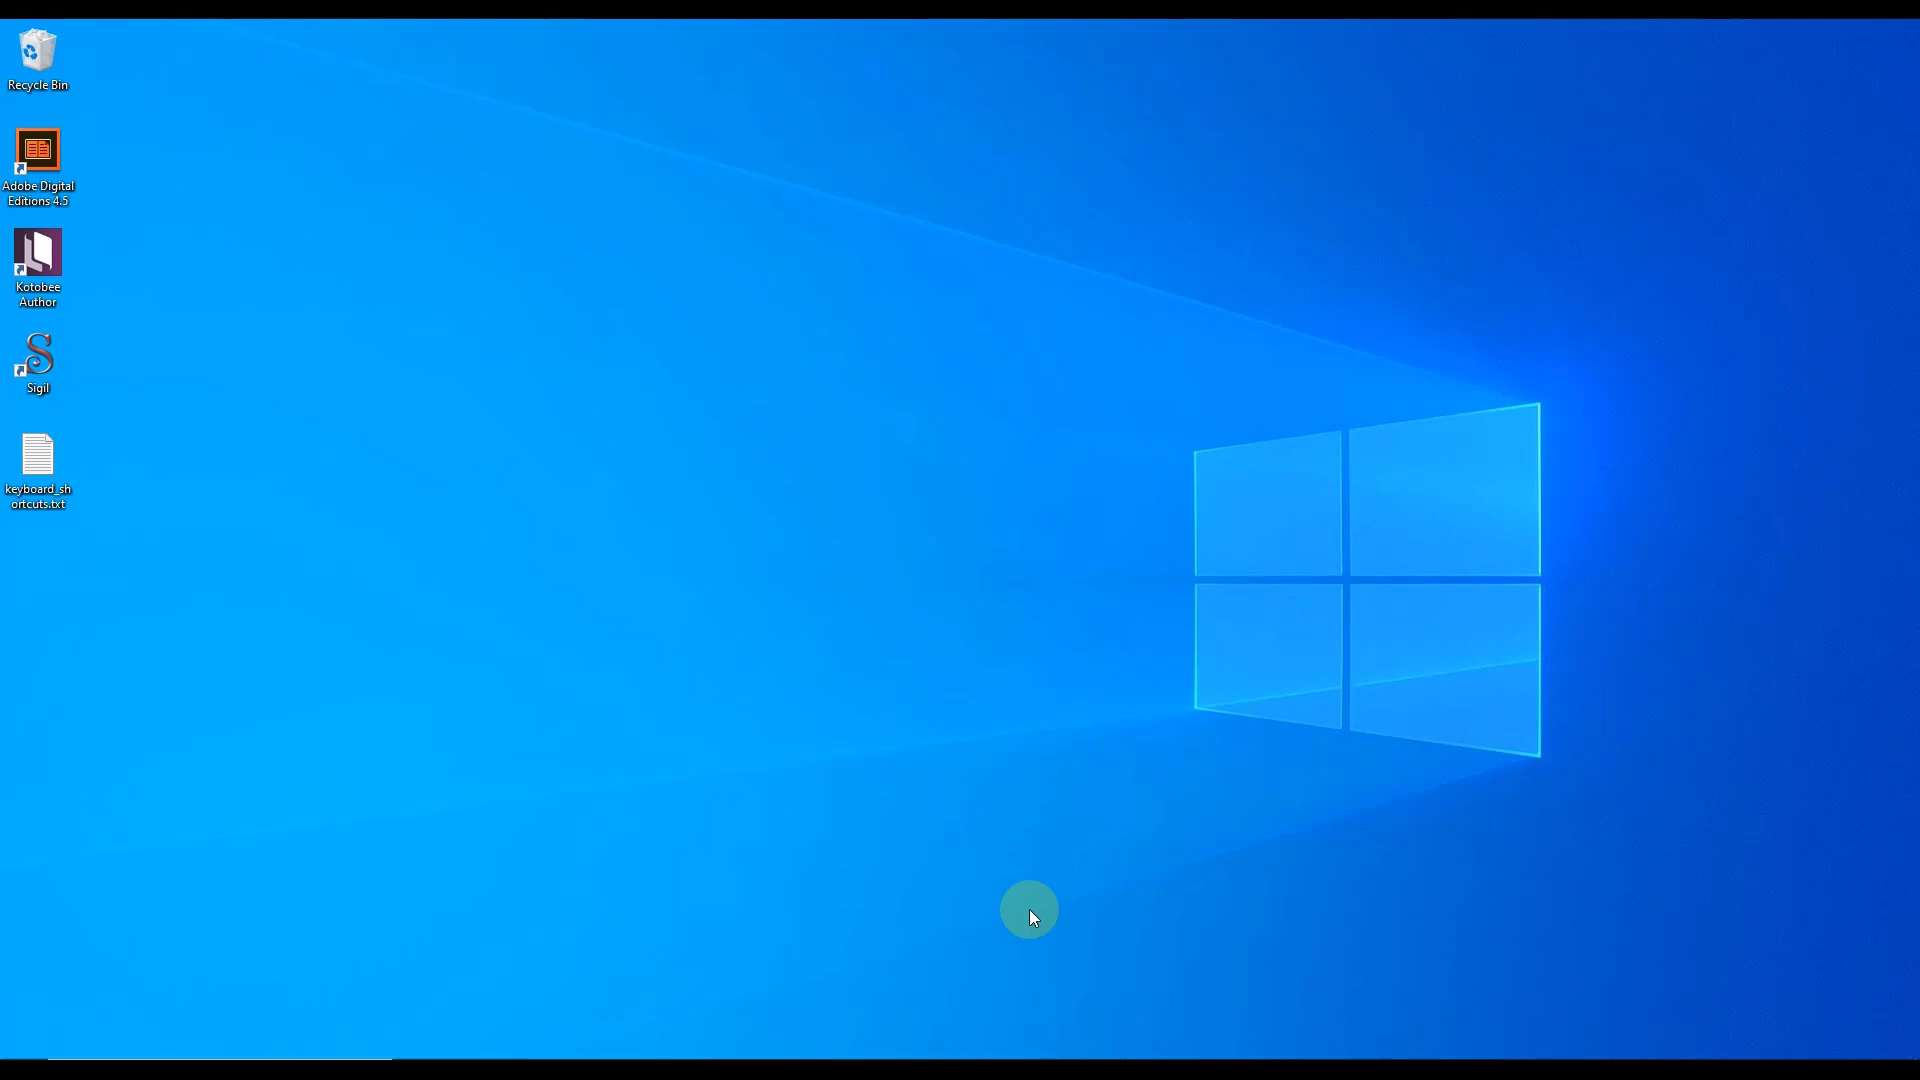 Recycle Bin
Adobe Digital
Editions 4.5
Kotobee
Author
Sigil
keyboard_sh
ortcuts.txt